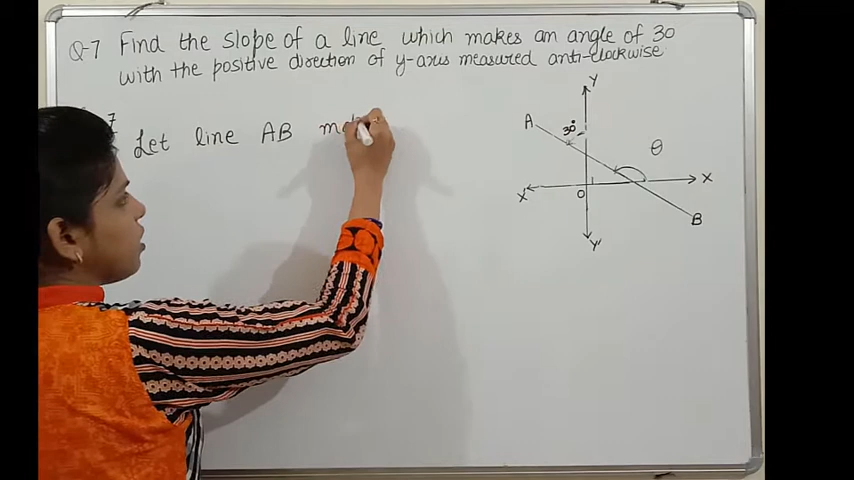 Q-7 Find the slope of a line which makes an angle of 30
with the positive direction of y-axis measured anti-clockwise
7
Let line AB
Y
A
30°
θ
X' X
O
B
Y'